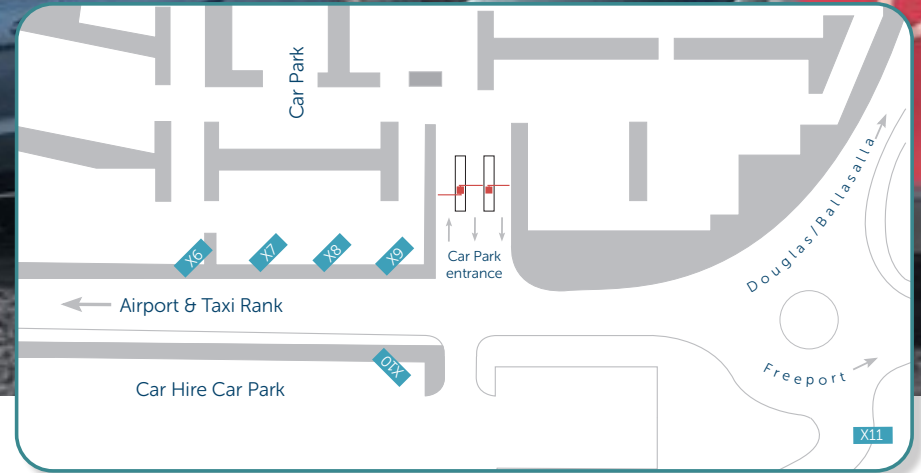 Car Park
Douglas/Ballasalla
X6
X7
X8
X9
Car Park
entrance
Airport & Taxi Rank
Freeport
X10
Car Hire Car Park
X11